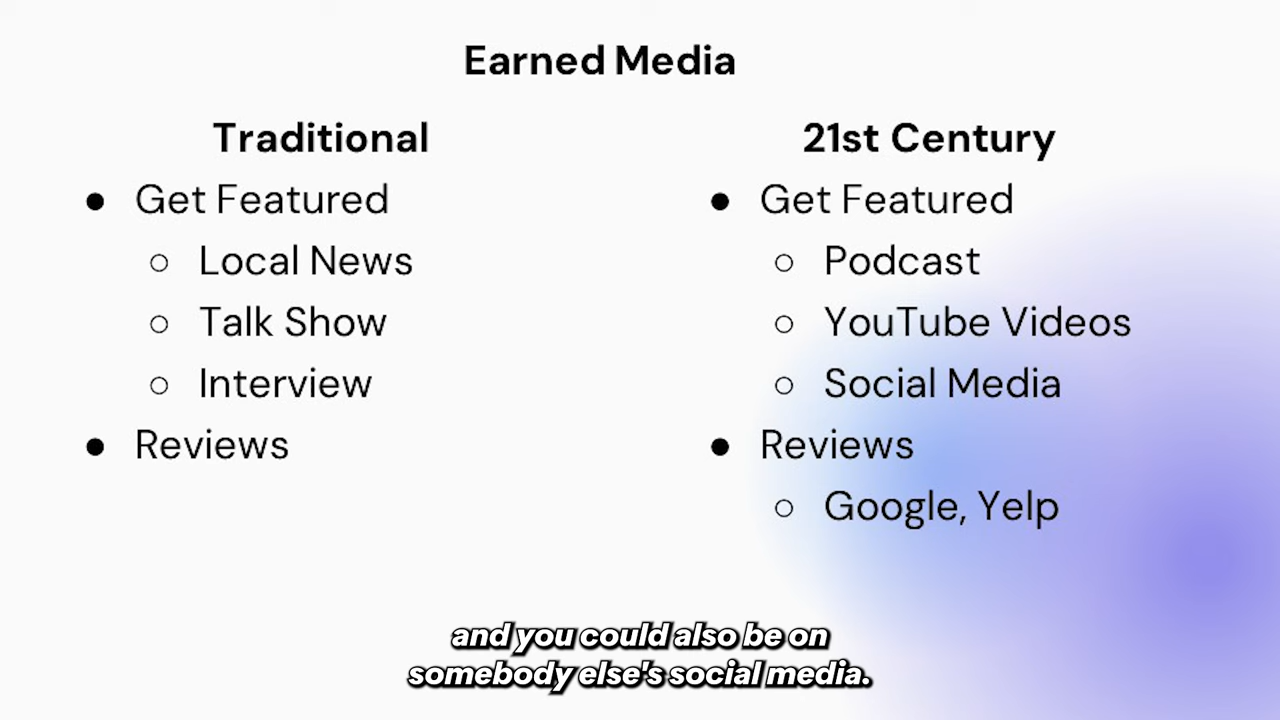 Earned Media
Traditional
● Get Featured
○ Local News
○ Talk Show
○ Interview
● Reviews
21st Century
● Get Featured
○ Podcast
○ YouTube Videos
○ Social Media
● Reviews
○ Google, Yelp
and you could also be on
somebody else's social media.